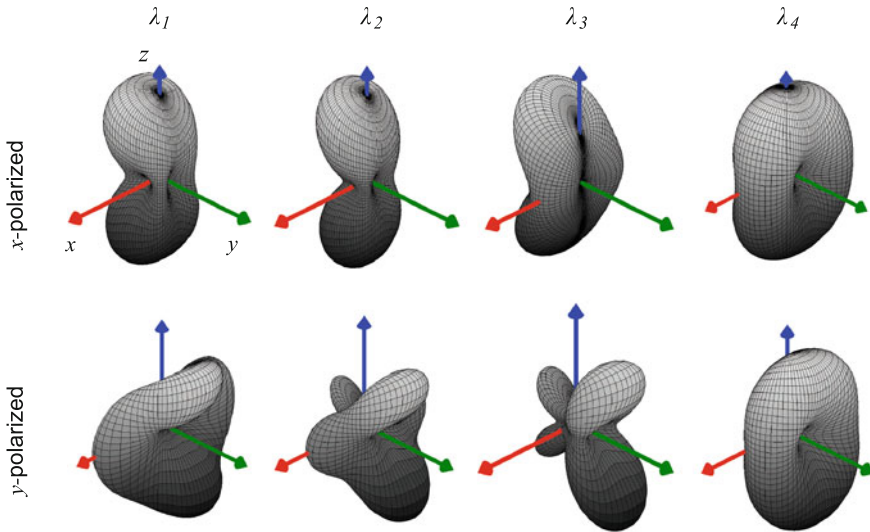 λ1 λ2 λ3 λ4
z
x-polarized
x y
y-polarized